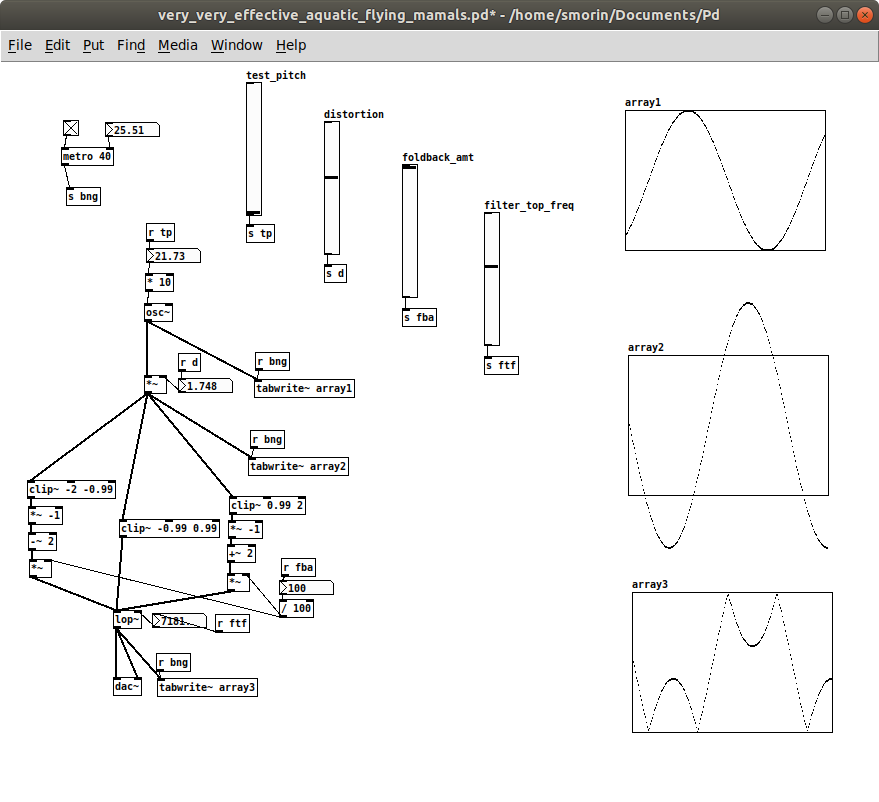 very_very_effective_aquatic_flying_mamals.pd* - /home/smorin/Documents/Pd
File Edit Put Find Media Window Help
test_pitch
array1
distortion
25.51
metro 40
foldback_amt
s bng
filter_top_freq
r tp
s tp
21.73
s d
* 10
osc~
s fba
array2
r d
r bng
s ftf
*~
1.748
tabwrite~ array1
r bng
tabwrite~ array2
clip~ -2 -0.99
clip~ 0.99 2
*~ -1
clip~ -0.99 0.99
*~ -1
-~ 2
+~ 2
*~
r fba
*~
100
array3
/ 100
lop~
7181
r ftf
r bng
dac~
tabwrite~ array3